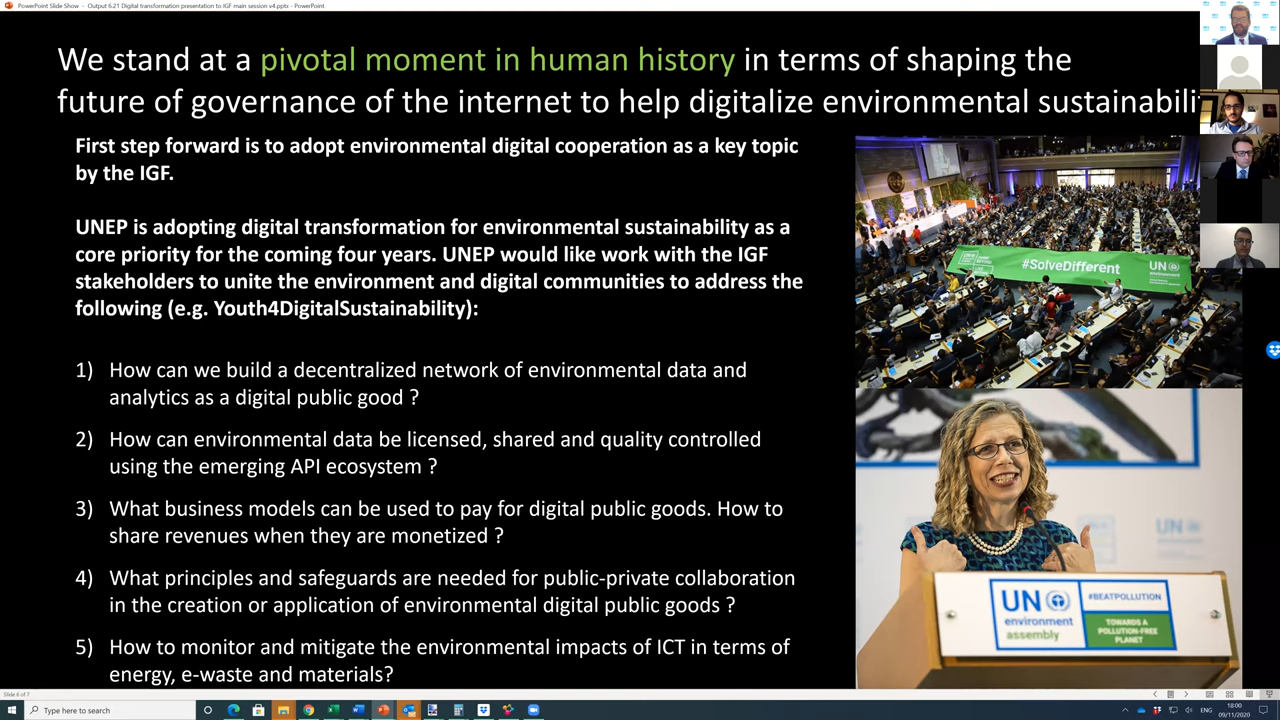 PowerPoint Slide Show - Output 6.21 Digital transformation presentation to IGF main session v4.pptx - PowerPoint
We stand at a pivotal moment in human history in terms of shaping the
future of governance of the internet to help digitalize environmental sustainabili
First step forward is to adopt environmental digital cooperation as a key topic
by the IGF.
UNEP is adopting digital transformation for environmental sustainability as a
core priority for the coming four years. UNEP would like work with the IGF
stakeholders to unite the environment and digital communities to address the
following (e.g. Youth4DigitalSustainability):
1) How can we build a decentralized network of environmental data and
analytics as a digital public good ?
2) How can environmental data be licensed, shared and quality controlled
using the emerging API ecosystem ?
3) What business models can be used to pay for digital public goods. How to
share revenues when they are monetized ?
4) What principles and safeguards are needed for public-private collaboration
in the creation or application of environmental digital public goods ?
5) How to monitor and mitigate the environmental impacts of ICT in terms of
energy, e-waste and materials?
#SolveDifferent
UN
environment
UN
UN
environment
assembly
#BEATPOLLUTION
TOWARDS A
POLLUTION-FREE
PLANET
Slide 6 of 7
Type here to search
ENG
18:00
09/11/2020